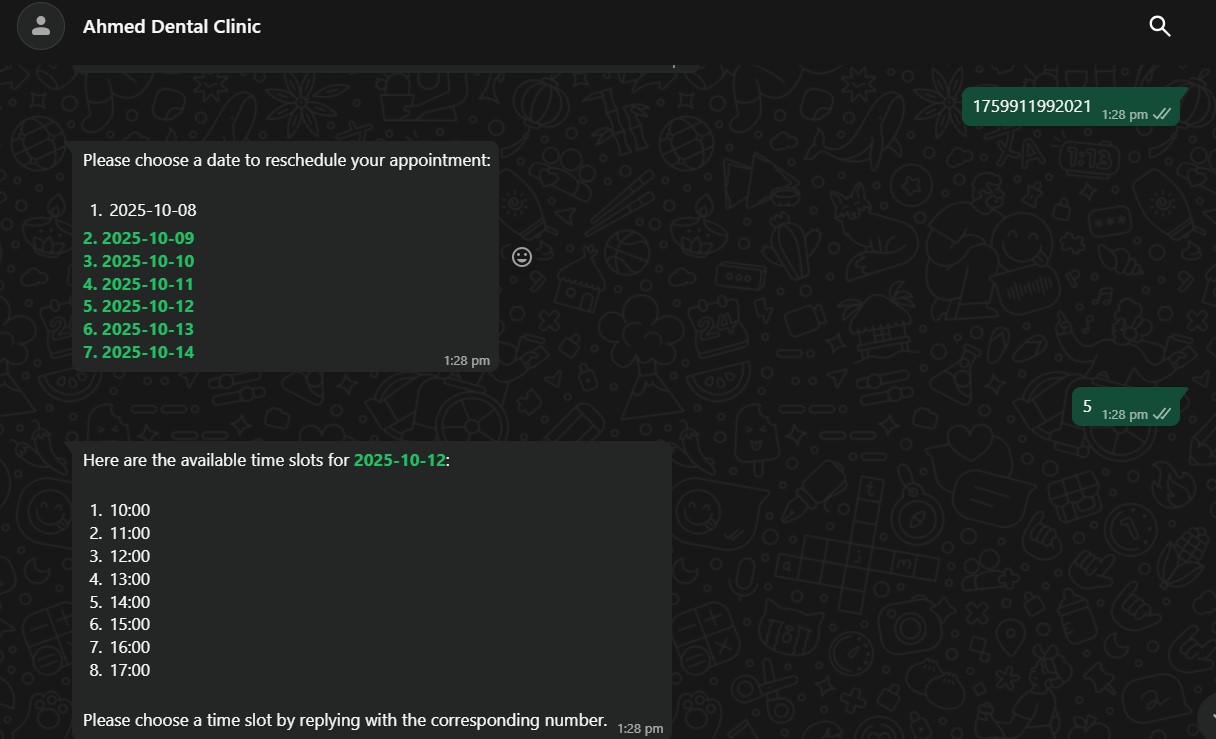 Ahmed Dental Clinic
1759911992021 1:28 pm
Please choose a date to reschedule your appointment:
1. 2025-10-08
2. 2025-10-09
3. 2025-10-10
4. 2025-10-11
5. 2025-10-12
6. 2025-10-13
7. 2025-10-14
1:28 pm
5 1:28 pm
Here are the available time slots for 2025-10-12:
1. 10:00
2. 11:00
3. 12:00
4. 13:00
5. 14:00
6. 15:00
7. 16:00
8. 17:00
Please choose a time slot by replying with the corresponding number. 1:28 pm